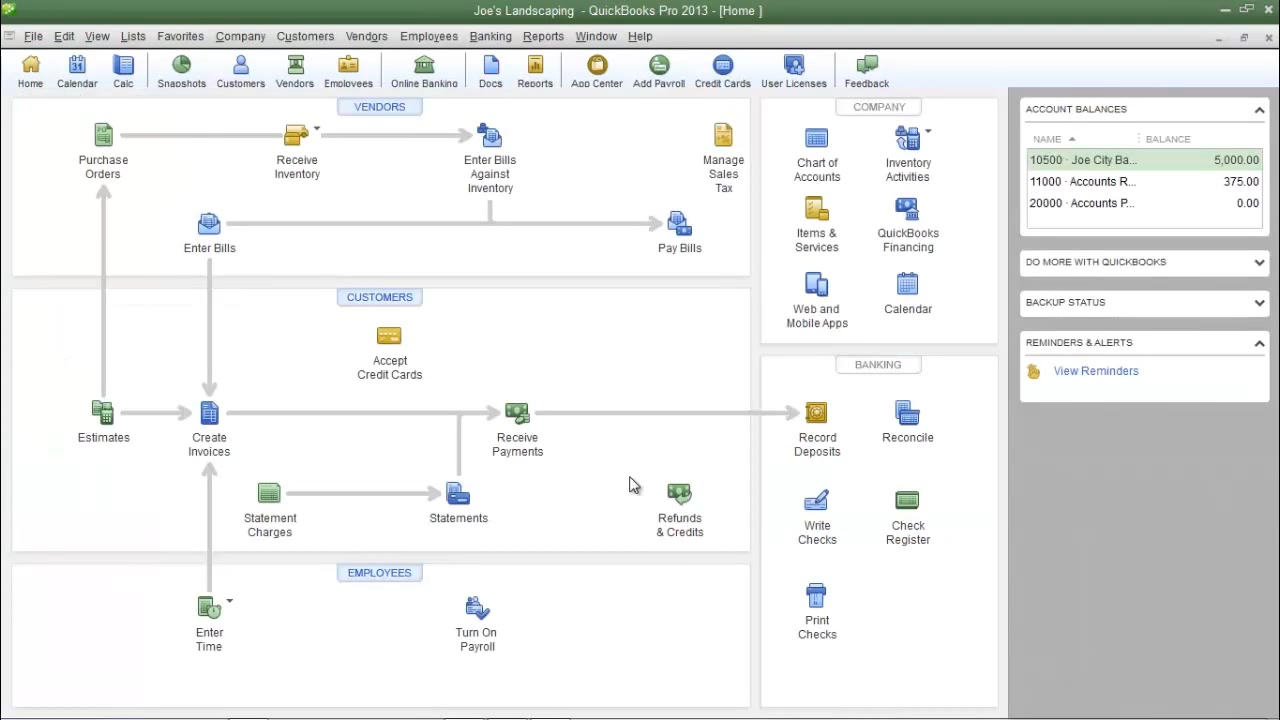 Joe's Landscaping - QuickBooks Pro 2013 - [Home ]
File Edit View Lists Favorites Company Customers Vendors Employees Banking Reports Window Help
31
Home Calendar Calc Snapshots Customers Vendors Employees Online Banking Docs Reports App Center Add Payroll Credit Cards User Licenses Feedback
VENDORS
Purchase
Orders
Receive
Inventory
Enter Bills
Against
Inventory
Manage
Sales
Tax
Enter Bills
Pay Bills
CUSTOMERS
Accept
Credit Cards
Estimates
Create
Invoices
Receive
Payments
Statement
Charges
Statements
Refunds
& Credits
EMPLOYEES
Enter
Time
Turn On
Payroll
COMPANY
Chart of
Accounts
Inventory
Activities
Items &
Services
QuickBooks
Financing
Web and
Mobile Apps
Calendar
BANKING
Record
Deposits
Reconcile
Write
Checks
Check
Register
Print
Checks
ACCOUNT BALANCES
NAME BALANCE
10500 · Joe City Ba... 5,000.00
11000 · Accounts R... 375.00
20000 · Accounts P... 0.00
DO MORE WITH QUICKBOOKS
BACKUP STATUS
REMINDERS & ALERTS
View Reminders